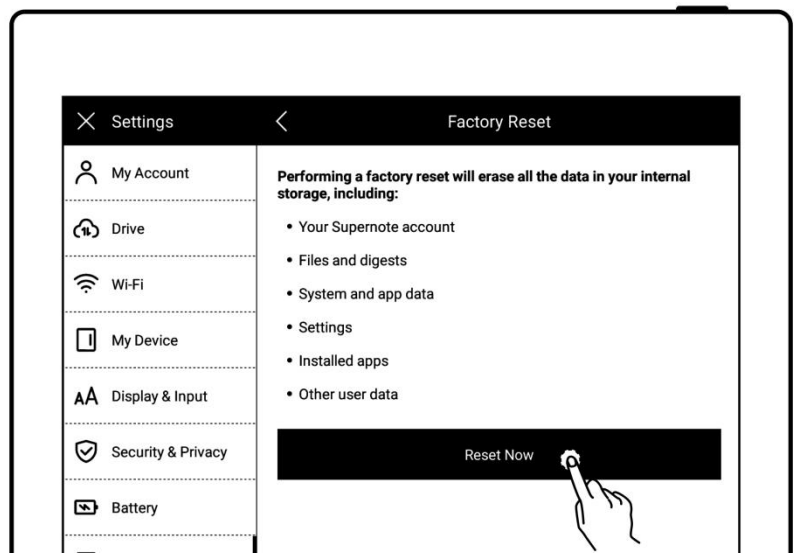 Settings
Factory Reset
My Account
Drive
Wi-Fi
My Device
Display & Input
Security & Privacy
Battery
Performing a factory reset will erase all the data in your internal
storage, including:
• Your Supernote account
• Files and digests
• System and app data
• Settings
• Installed apps
• Other user data
Reset Now